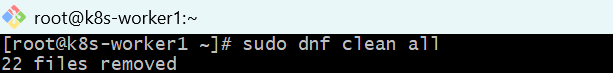 root@k8s-worker1:~
[root@k8s-worker1 ~]# sudo dnf clean all
22 files removed